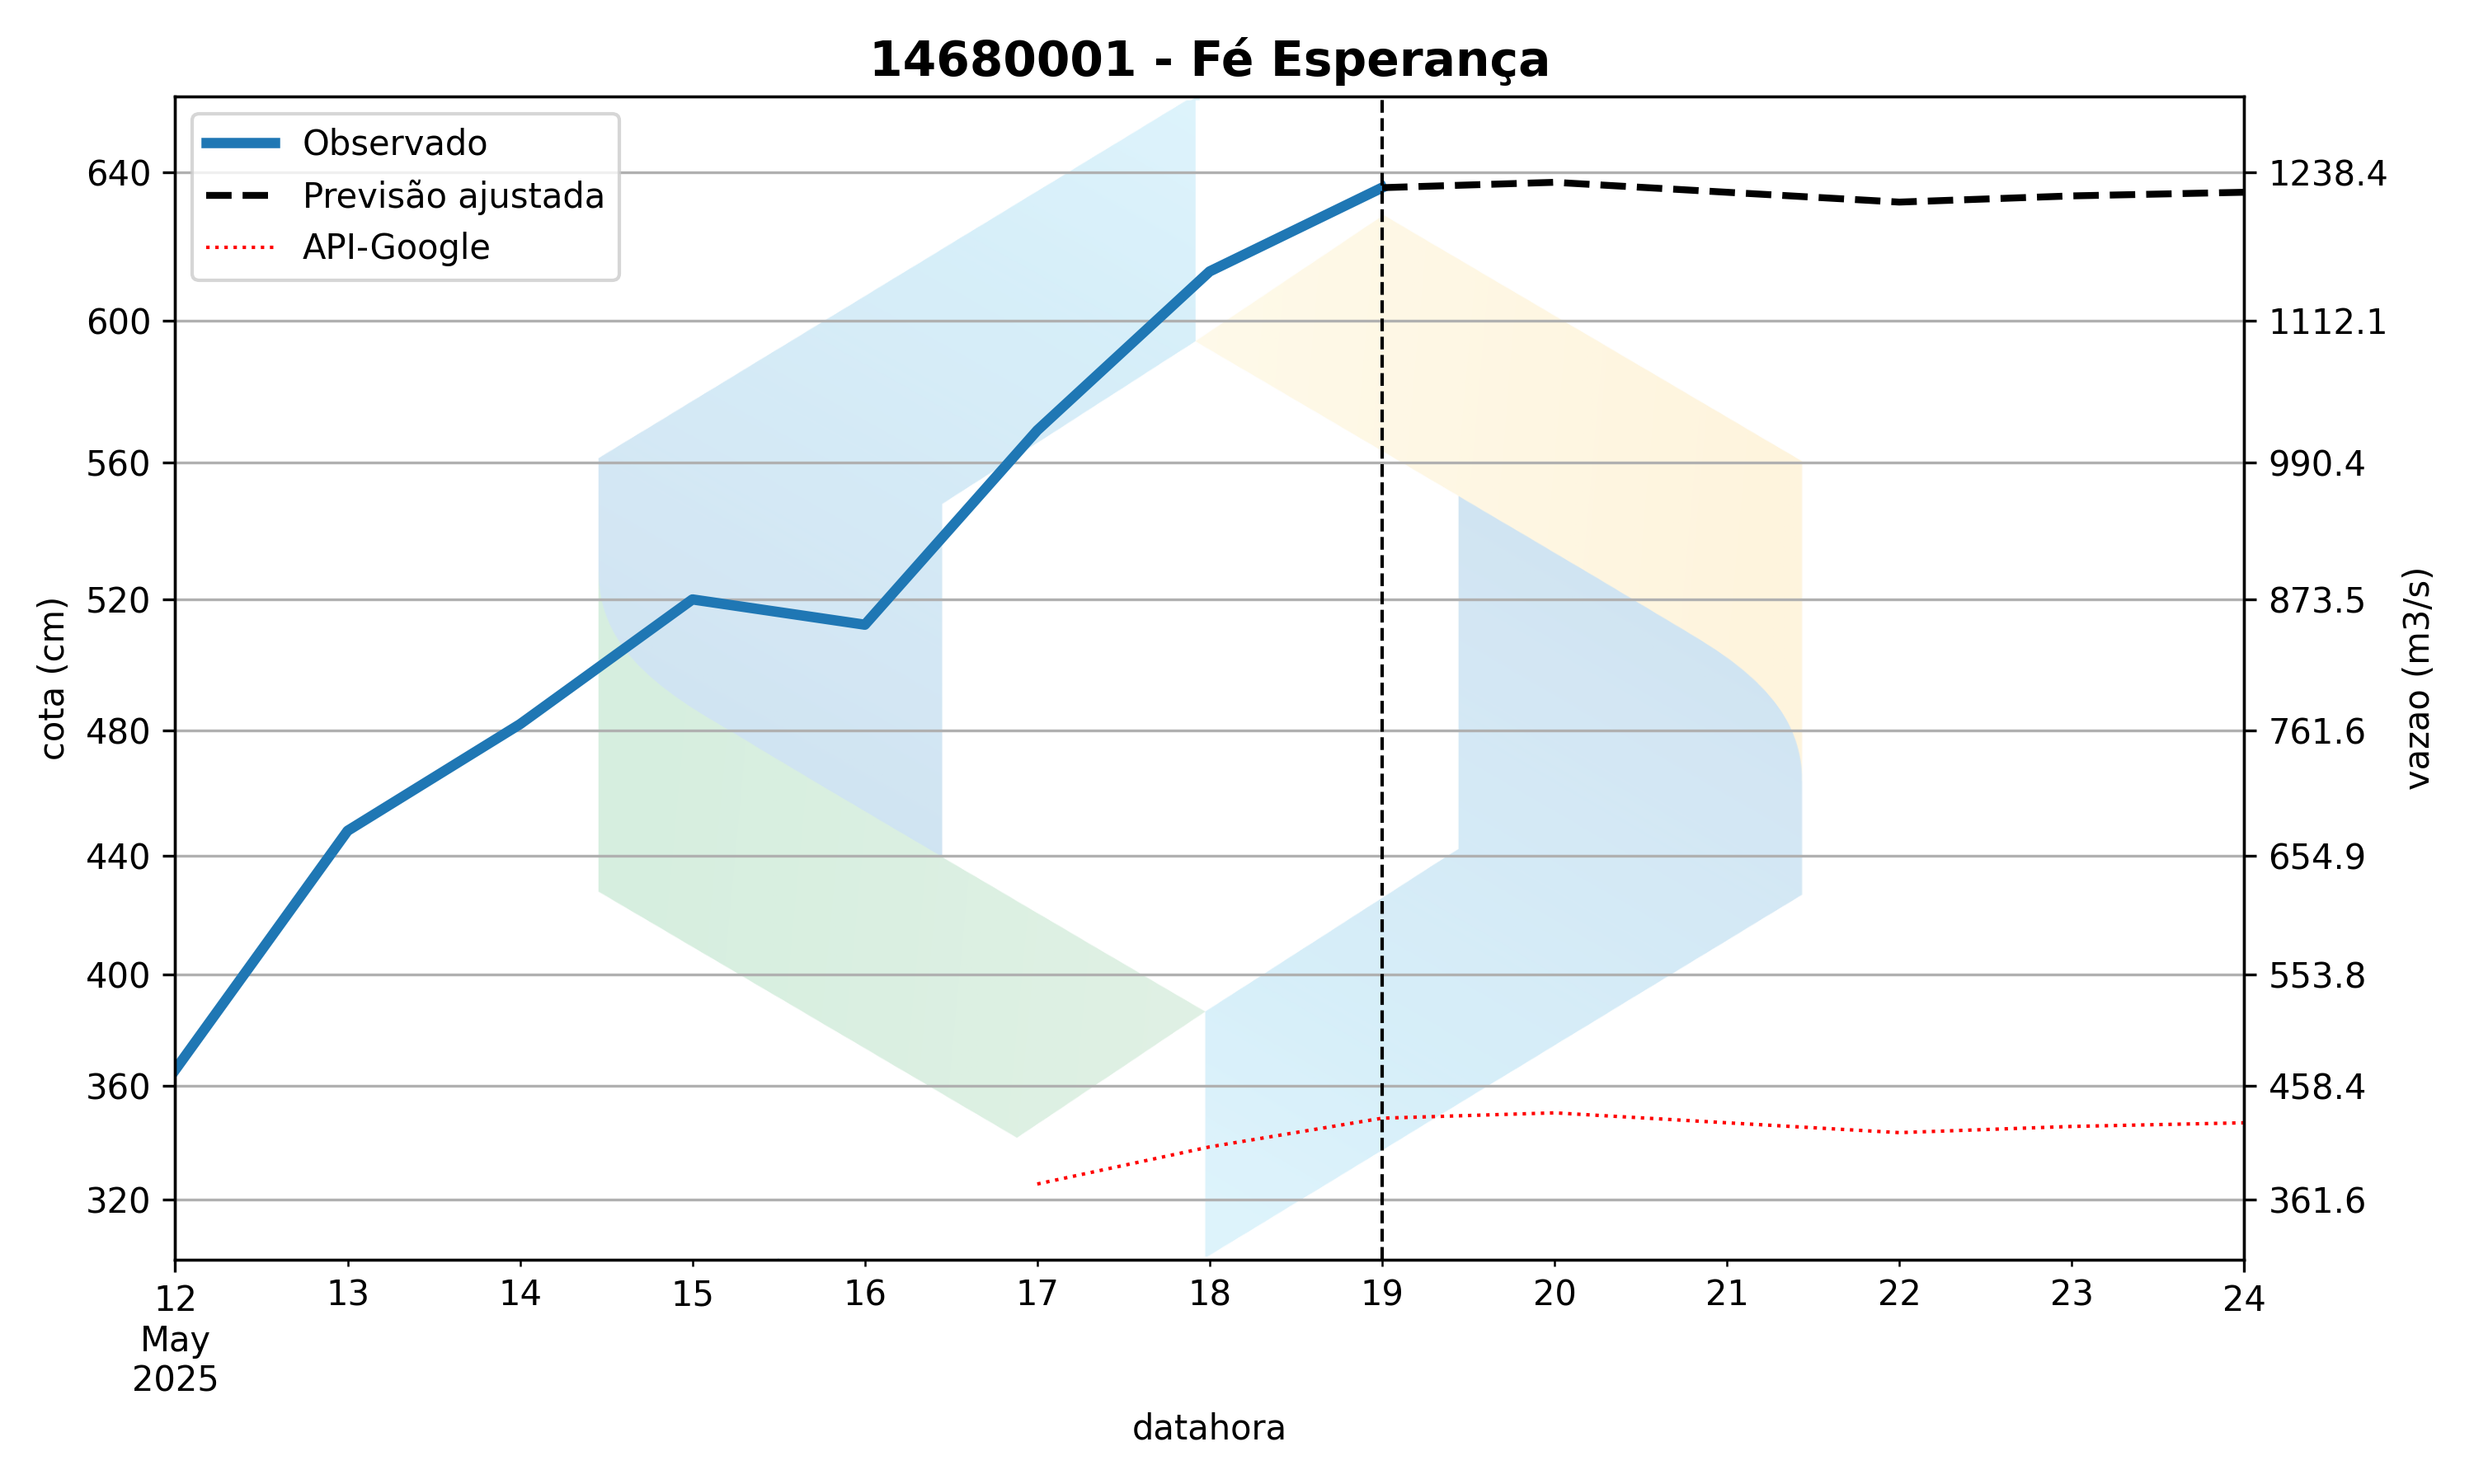 14680001 - Fé Esperança
Observado
Previsão ajustada
API-Google
640
600
560
520
480
440
400
360
320
cota (cm)
1238.4
1112.1
990.4
873.5
761.6
654.9
553.8
458.4
361.6
vazao (m3/s)
12 13 14 15 16 17 18 19 20 21 22 23 24
May
2025
datahora